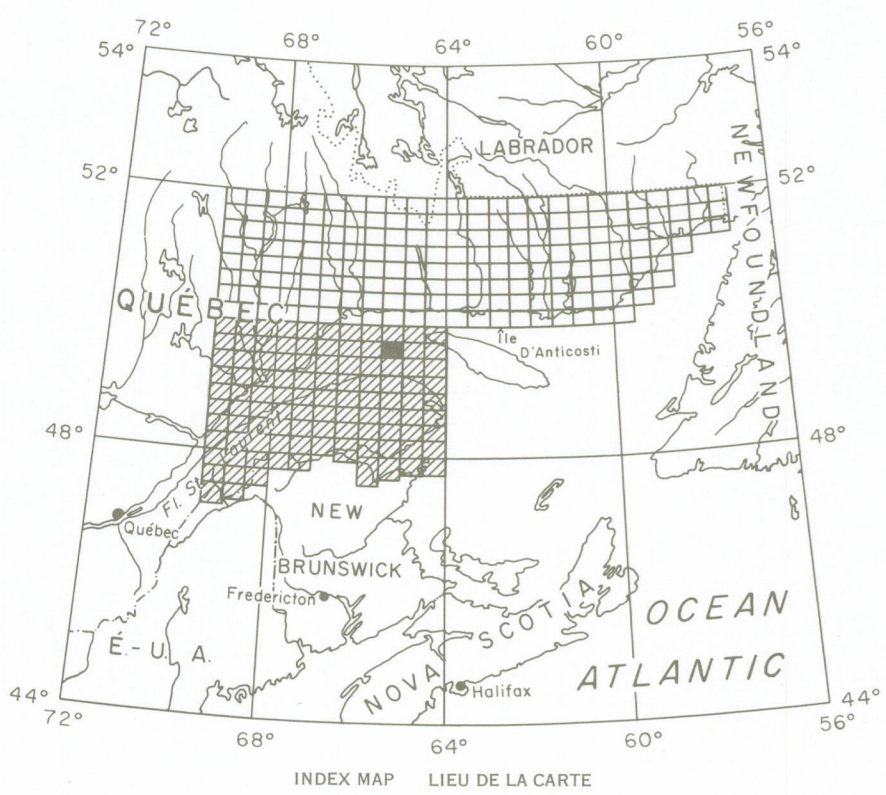 72°
68°
64°
60°
56°
54°
54°
LABRADOR
52°
52°
NEWFOUNDLAND
QUÉBEC
Île
D'Anticosti
48°
48°
Fl. St. Laurent
Québec
NEW
BRUNSWICK
Fredericton
NOVA SCOTIA
OCEAN
ATLANTIC
É.-U. A.
Halifax
44°
44°
72°
68°
64°
60°
56°
INDEX MAP LIEU DE LA CARTE